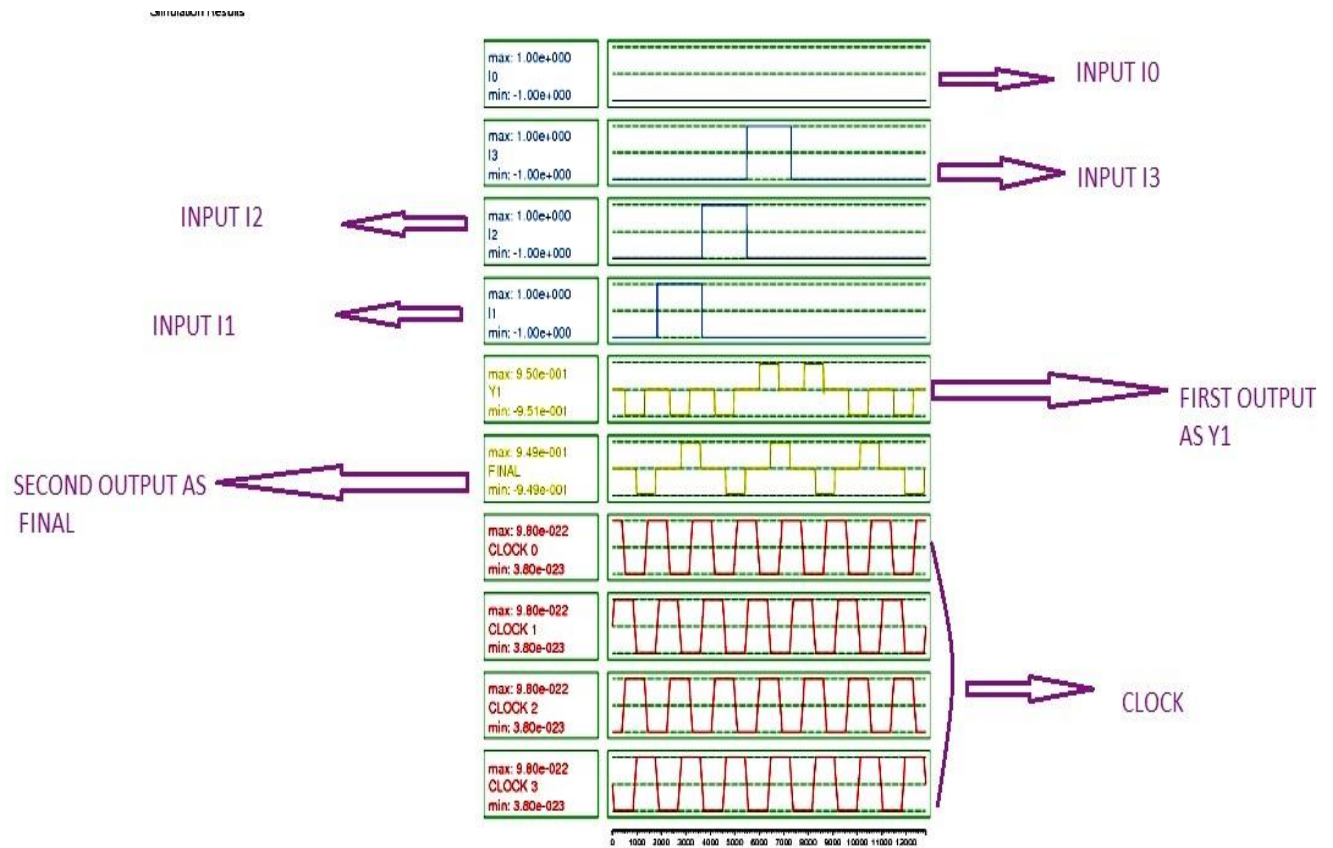 Simulation Results
max: 1.00e+000
I0
min: -1.00e+000
INPUT I0
max: 1.00e+000
I3
min: -1.00e+000
INPUT I3
INPUT I2
max: 1.00e+000
I2
min: -1.00e+000
INPUT I1
max: 1.00e+000
I1
min: -1.00e+000
max: 9.50e-001
Y1
min: -9.51e-001
FIRST OUTPUT
AS Y1
SECOND OUTPUT AS
FINAL
max: 9.49e-001
FINAL
min: -9.49e-001
max: 9.80e-022
CLOCK 0
min: 3.80e-023
max: 9.80e-022
CLOCK 1
min: 3.80e-023
max: 9.80e-022
CLOCK 2
min: 3.80e-023
CLOCK
max: 9.80e-022
CLOCK 3
min: 3.80e-023
0 1000 2000 3000 4000 5000 6000 7000 8000 9000 10000 11000 12000